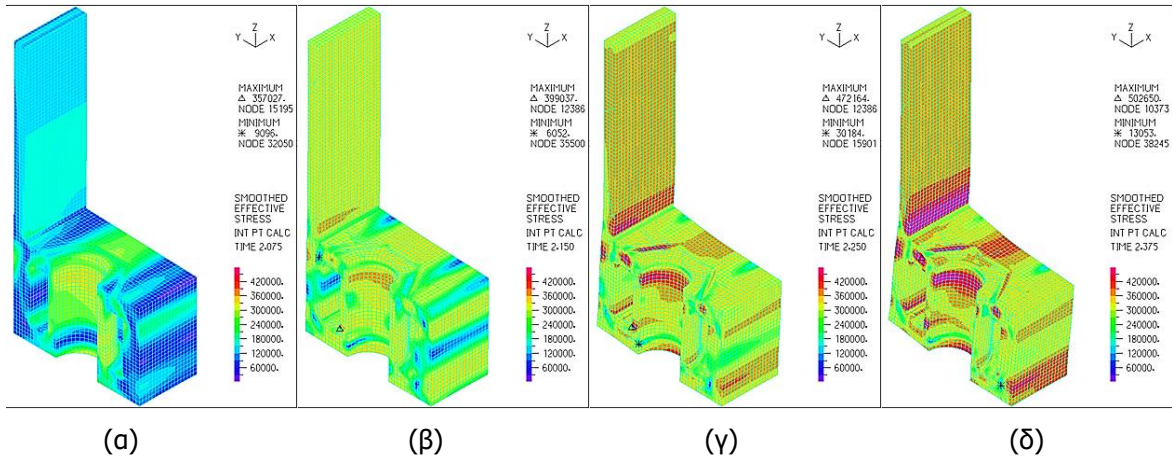 Z
Y X
MAXIMUM
△ 357027.
NODE 15195
MINIMUM
✳ 9096.
NODE 32050
SMOOTHED
EFFECTIVE
STRESS
INT PT CALC
TIME 2.075
420000.
360000.
300000.
240000.
180000.
120000.
60000.
(α)
Z
Y X
MAXIMUM
△ 399037.
NODE 12386
MINIMUM
✳ 6052.
NODE 35500
SMOOTHED
EFFECTIVE
STRESS
INT PT CALC
TIME 2.150
420000.
360000.
300000.
240000.
180000.
120000.
60000.
(β)
Z
Y X
MAXIMUM
△ 472164.
NODE 12386
MINIMUM
✳ 30184.
NODE 15901
SMOOTHED
EFFECTIVE
STRESS
INT PT CALC
TIME 2.250
420000.
360000.
300000.
240000.
180000.
120000.
60000.
(γ)
Z
Y X
MAXIMUM
△ 502650.
NODE 10373
MINIMUM
✳ 13053.
NODE 38245
SMOOTHED
EFFECTIVE
STRESS
INT PT CALC
TIME 2.375
420000.
360000.
300000.
240000.
180000.
120000.
60000.
(δ)